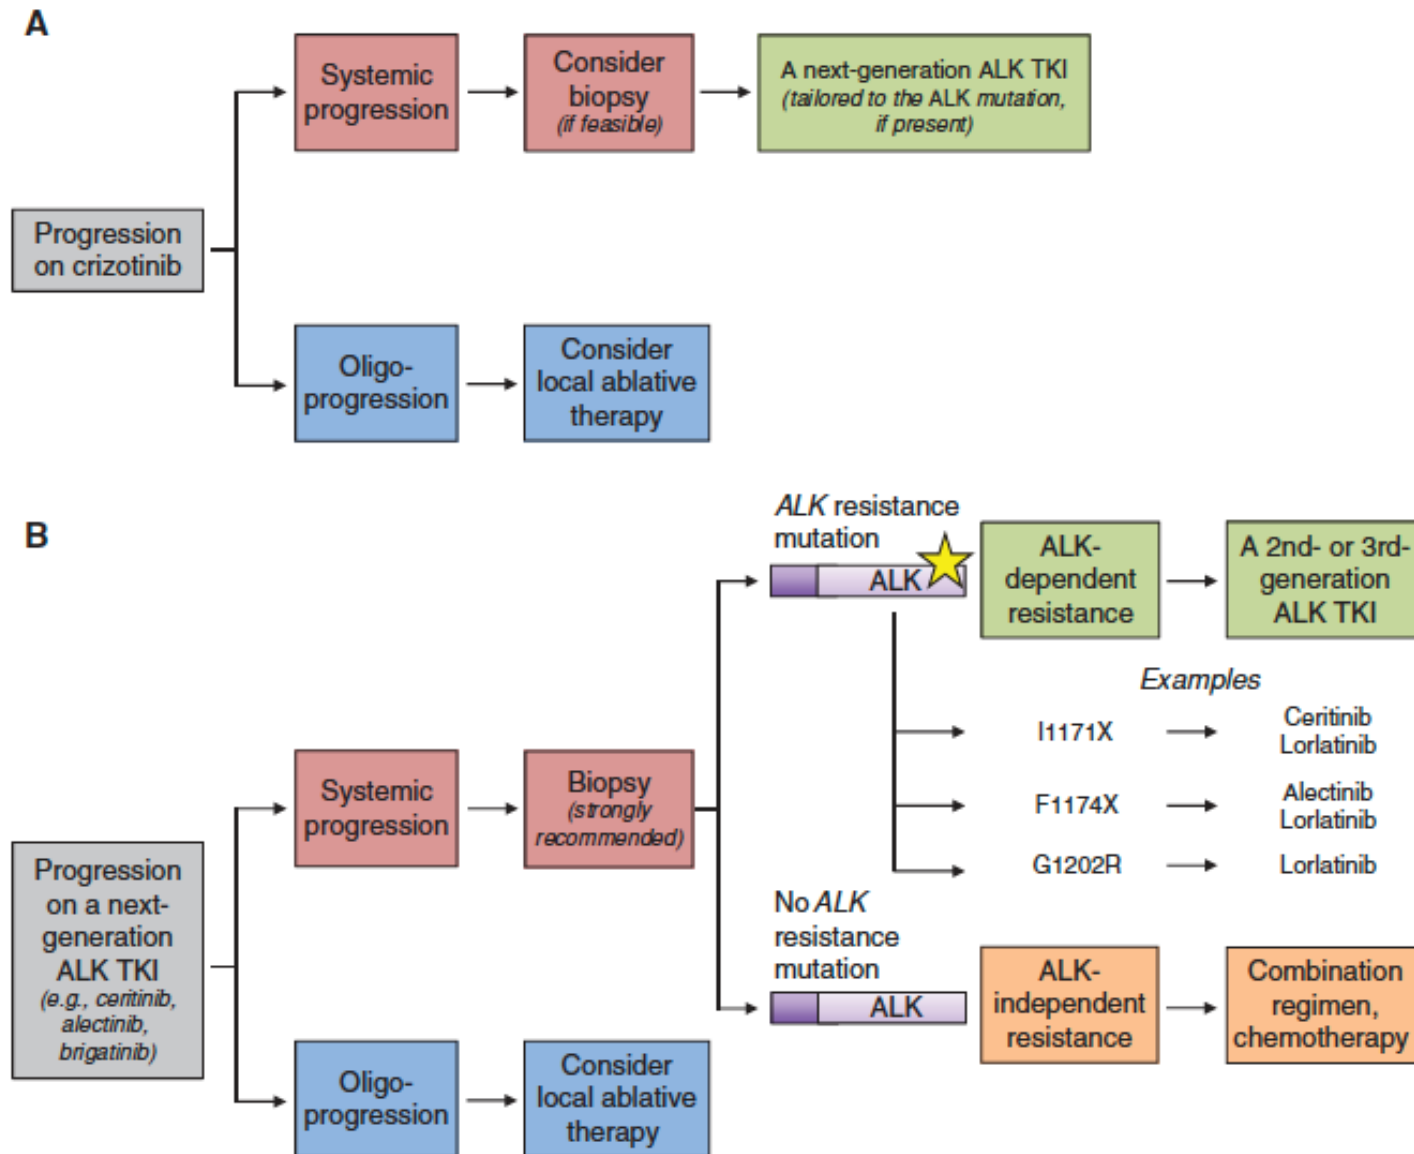 A
Systemic
progression
Consider
biopsy
(if feasible)
A next-generation ALK TKI
(tailored to the ALK mutation,
if present)
Progression
on crizotinib
Oligo-
progression
Consider
local ablative
therapy
B
ALK resistance
mutation
ALK
ALK-
dependent
resistance
A 2nd- or 3rd-
generation
ALK TKI
Examples
I1171X
Ceritinib
Lorlatinib
F1174X
Alectinib
Lorlatinib
G1202R
Lorlatinib
Systemic
progression
Biopsy
(strongly
recommended)
Progression
on a next-
generation
ALK TKI
(e.g., ceritinib,
alectinib,
brigatinib)
No ALK
resistance
mutation
ALK
ALK-
independent
resistance
Combination
regimen,
chemotherapy
Oligo-
progression
Consider
local ablative
therapy